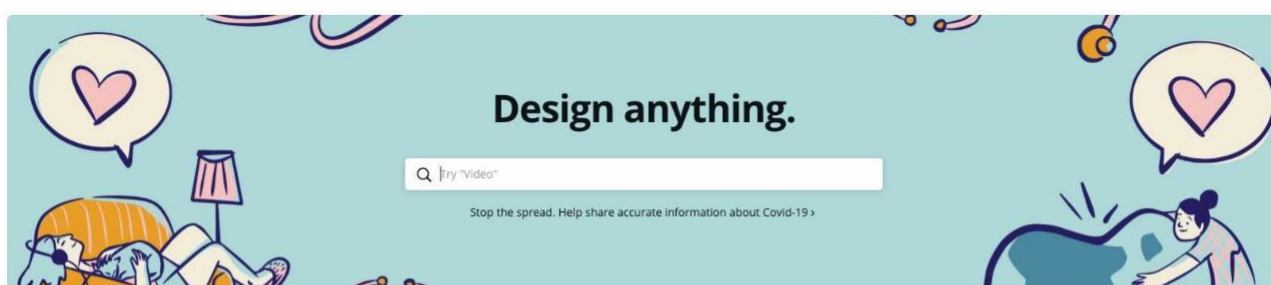 Design anything.
Try "Video"
Stop the spread. Help share accurate information about Covid-19 ›